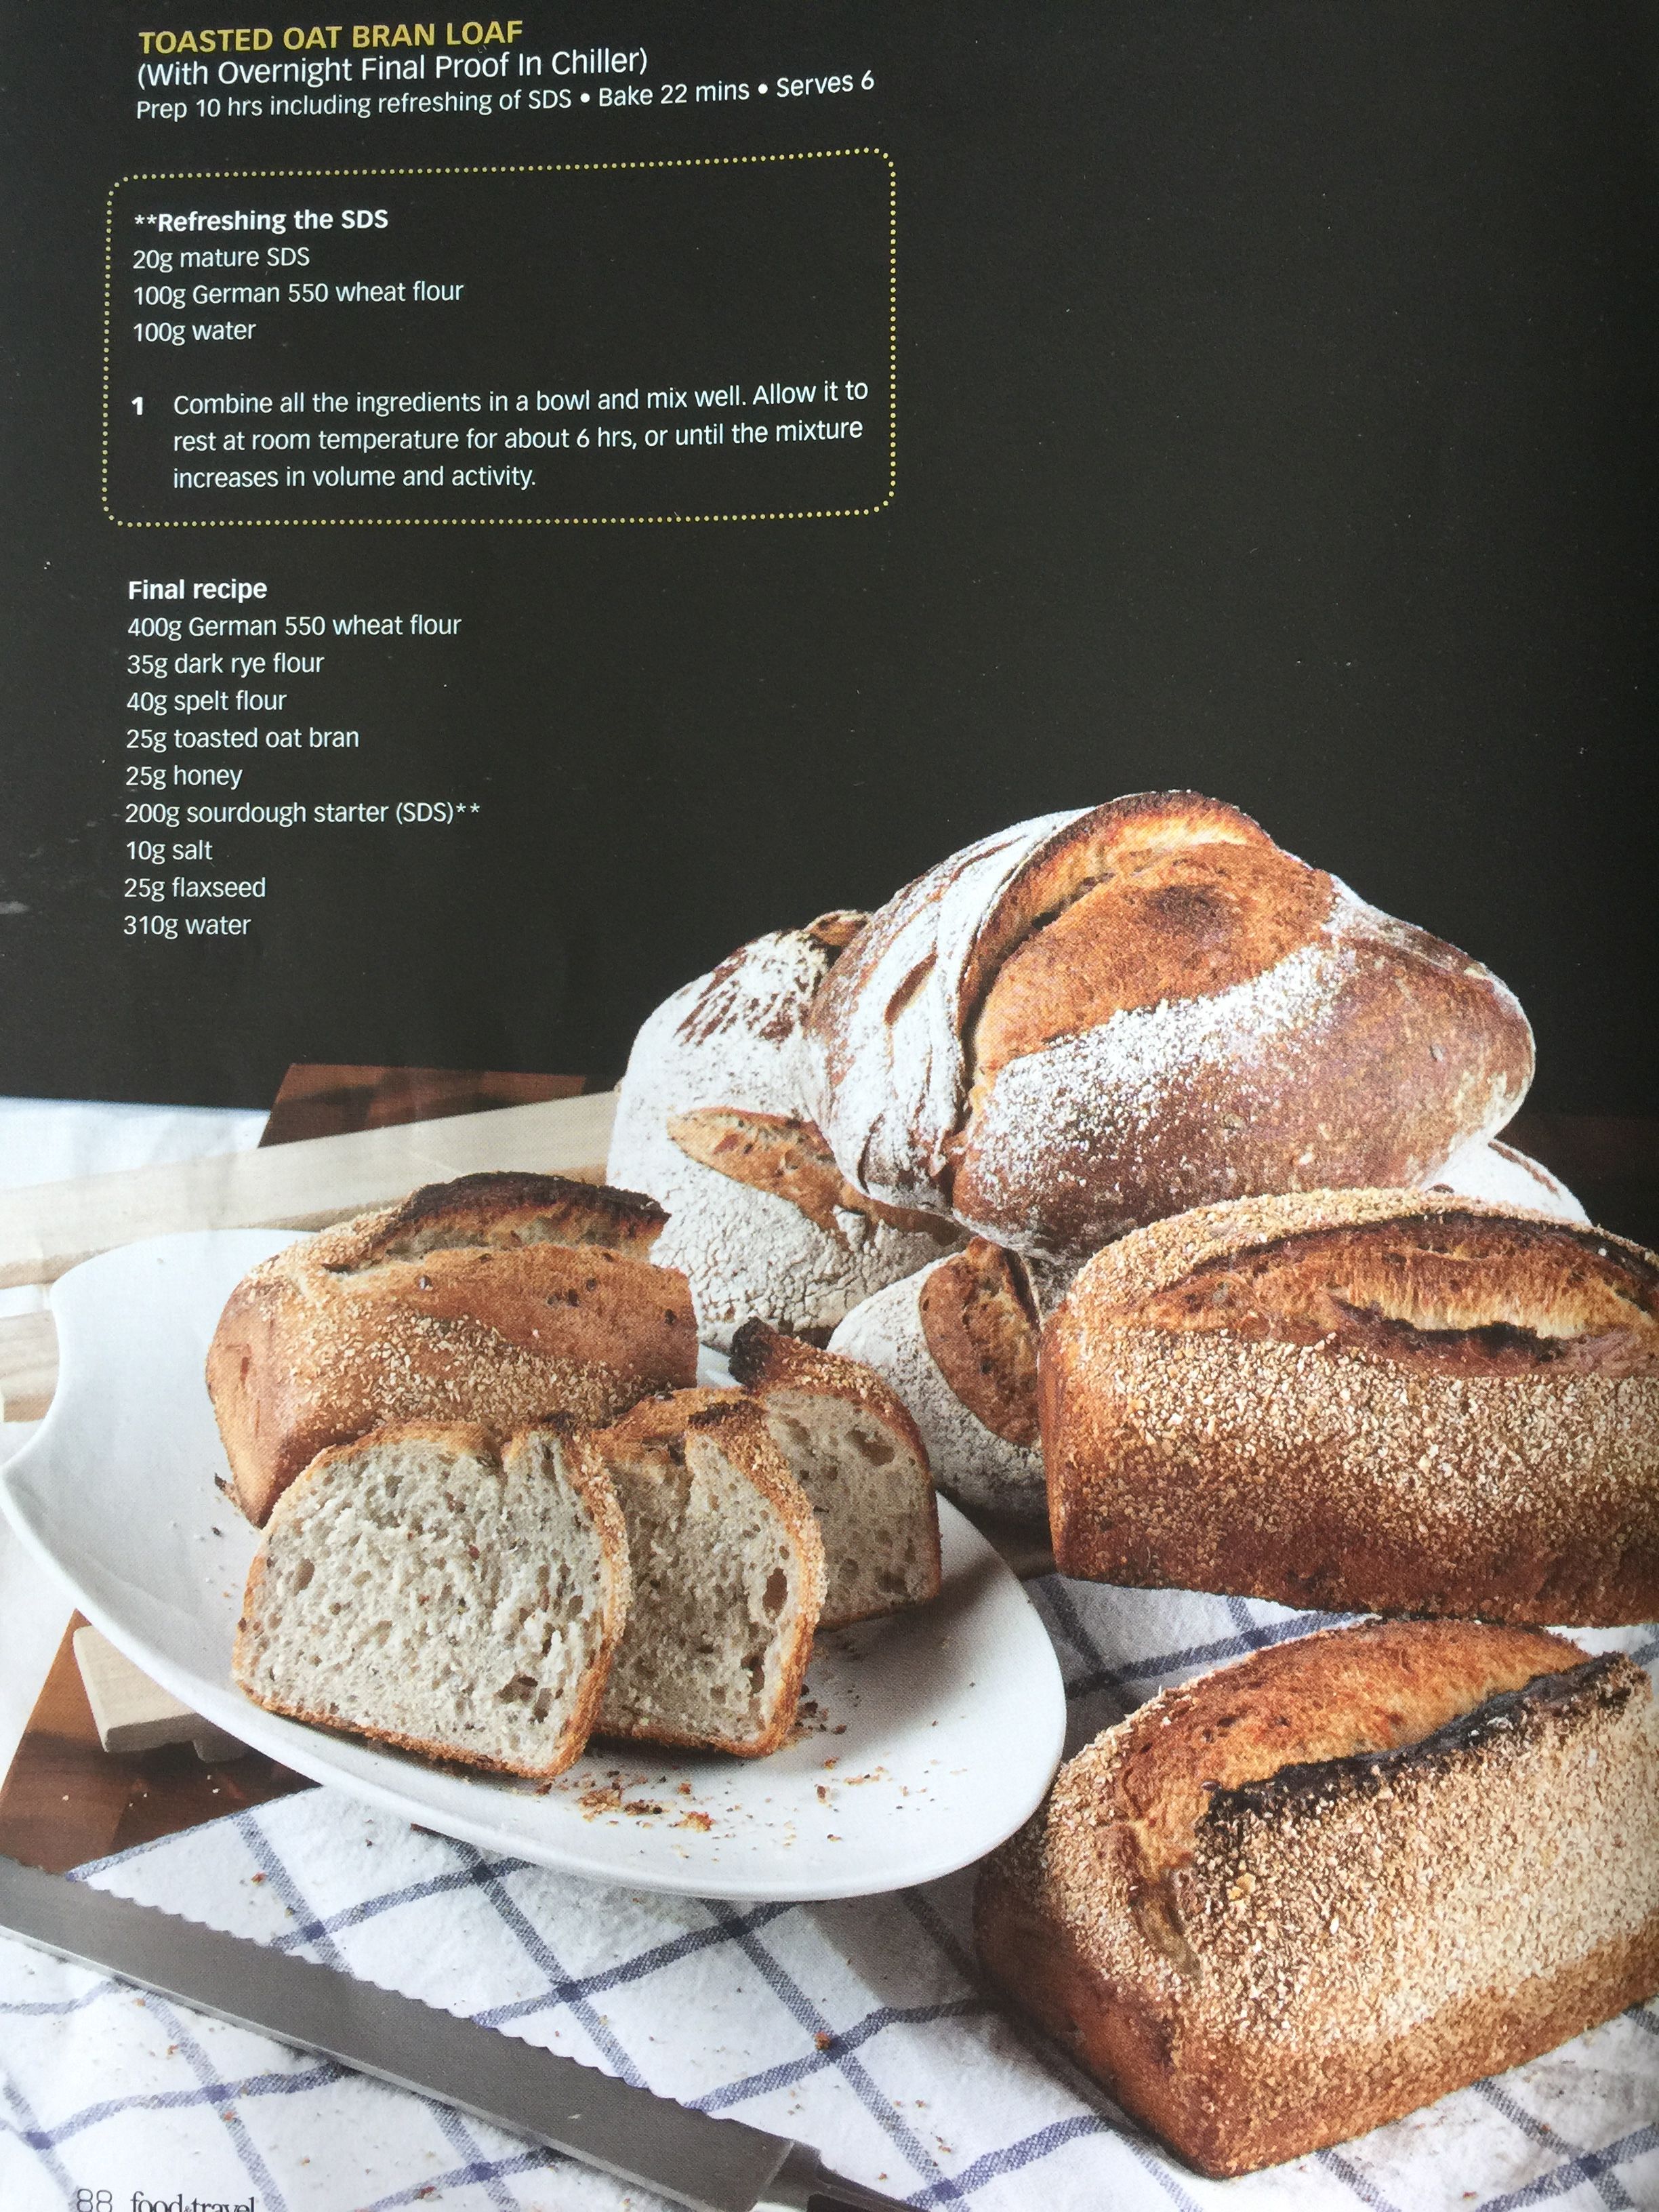 TOASTED OAT BRAN LOAF
(With Overnight Final Proof In Chiller)
Prep 10 hrs including refreshing of SDS • Bake 22 mins • Serves 6
**Refreshing the SDS
20g mature SDS
100g German 550 wheat flour
100g water
1 Combine all the ingredients in a bowl and mix well. Allow it to
rest at room temperature for about 6 hrs, or until the mixture
increases in volume and activity.
Final recipe
400g German 550 wheat flour
35g dark rye flour
40g spelt flour
25g toasted oat bran
25g honey
200g sourdough starter (SDS)**
10g salt
25g flaxseed
310g water
88 food&travel